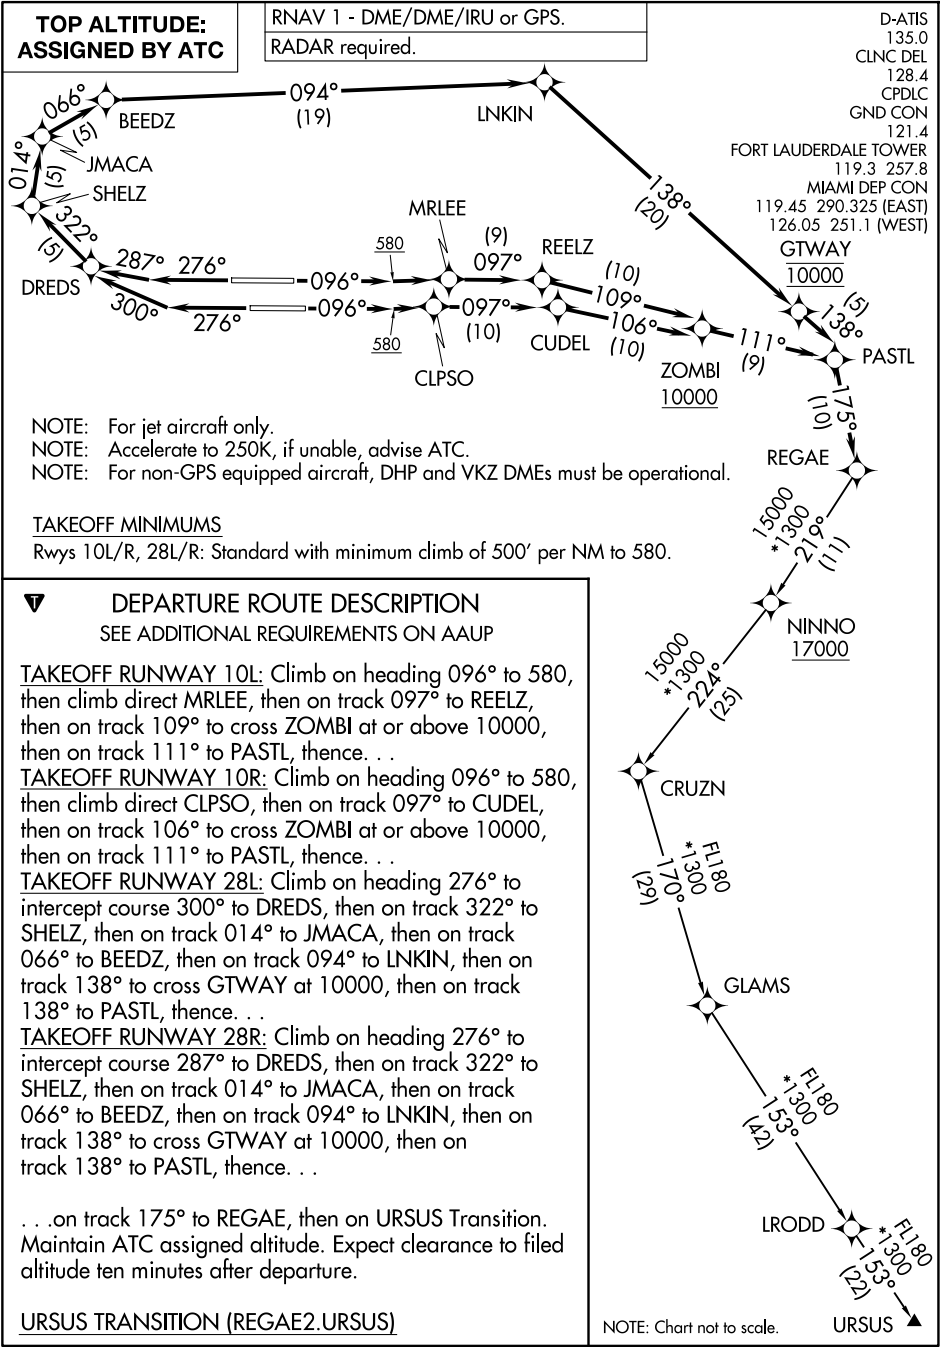 TOP ALTITUDE:
ASSIGNED BY ATC
RNAV 1 - DME/DME/IRU or GPS.
RADAR required.
D-ATIS
135.0
CLNC DEL
128.4
CPDLC
GND CON
121.4
FORT LAUDERDALE TOWER
119.3 257.8
MIAMI DEP CON
119.45 290.325 (EAST)
126.05 251.1 (WEST)
066°
(5)
BEEDZ
094°
(19)
LNKIN
014°
(5)
JMACA
SHELZ
138°
(20)
322°
(5)
DREDS
MRLEE
(9)
097°
REELZ
580
287°
276°
096°
(10)
109°
GTWAY
10000
(5)
138°
300°
276°
096°
580
097°
(10)
CLPSO
CUDEL
106°
(10)
ZOMBI
10000
111°
(9)
PASTL
175°
(10)
REGAE
NOTE: For jet aircraft only.
NOTE: Accelerate to 250K, if unable, advise ATC.
NOTE: For non-GPS equipped aircraft, DHP and VKZ DMEs must be operational.
TAKEOFF MINIMUMS
Rwys 10L/R, 28L/R: Standard with minimum climb of 500’ per NM to 580.
15000
*1300
219°
(11)
NINNO
17000
15000
*1300
224°
(25)
CRUZN
FL180
*1300
170°
(29)
GLAMS
FL180
*1300
153°
(42)
LRODD
FL180
*1300
153°
(22)
URSUS
NOTE: Chart not to scale.
T
DEPARTURE ROUTE DESCRIPTION
SEE ADDITIONAL REQUIREMENTS ON AAUP
TAKEOFF RUNWAY 10L: Climb on heading 096° to 580,
then climb direct MRLEE, then on track 097° to REELZ,
then on track 109° to cross ZOMBI at or above 10000,
then on track 111° to PASTL, thence. . .
TAKEOFF RUNWAY 10R: Climb on heading 096° to 580,
then climb direct CLPSO, then on track 097° to CUDEL,
then on track 106° to cross ZOMBI at or above 10000,
then on track 111° to PASTL, thence. . .
TAKEOFF RUNWAY 28L: Climb on heading 276° to
intercept course 300° to DREDS, then on track 322° to
SHELZ, then on track 014° to JMACA, then on track
066° to BEEDZ, then on track 094° to LNKIN, then on
track 138° to cross GTWAY at 10000, then on track
138° to PASTL, thence. . .
TAKEOFF RUNWAY 28R: Climb on heading 276° to
intercept course 287° to DREDS, then on track 322° to
SHELZ, then on track 014° to JMACA, then on track
066° to BEEDZ, then on track 094° to LNKIN, then on
track 138° to cross GTWAY at 10000, then on
track 138° to PASTL, thence. . .
. . .on track 175° to REGAE, then on URSUS Transition.
Maintain ATC assigned altitude. Expect clearance to filed
altitude ten minutes after departure.
URSUS TRANSITION (REGAE2.URSUS)